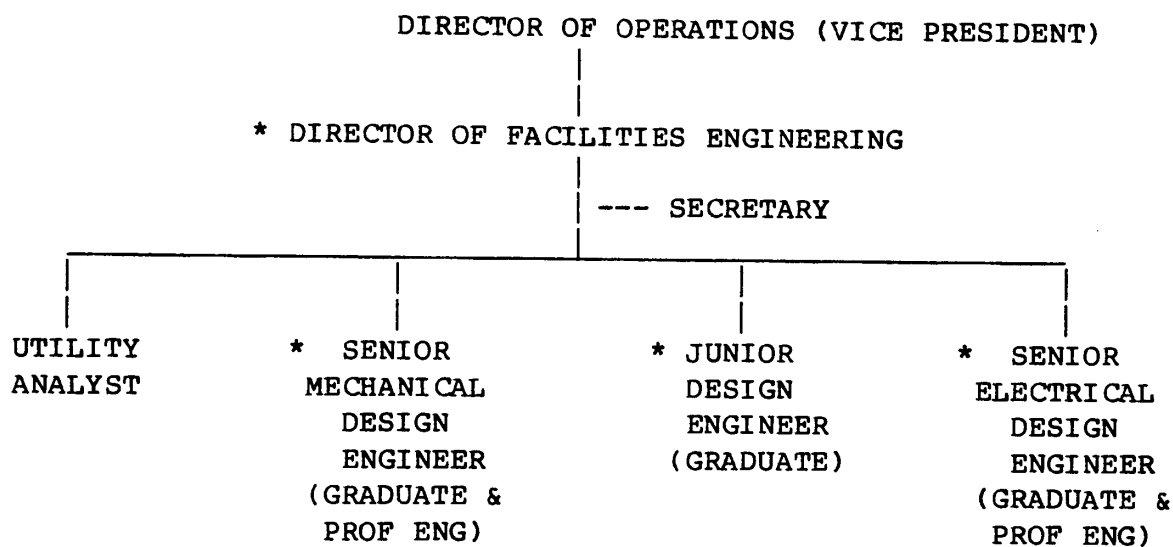 DIRECTOR OF OPERATIONS (VICE PRESIDENT)
* DIRECTOR OF FACILITIES ENGINEERING
--- SECRETARY
UTILITY
ANALYST
* SENIOR
MECHANICAL
DESIGN
ENGINEER
(GRADUATE &
PROF ENG)
* JUNIOR
DESIGN
ENGINEER
(GRADUATE)
* SENIOR
ELECTRICAL
DESIGN
ENGINEER
(GRADUATE &
PROF ENG)